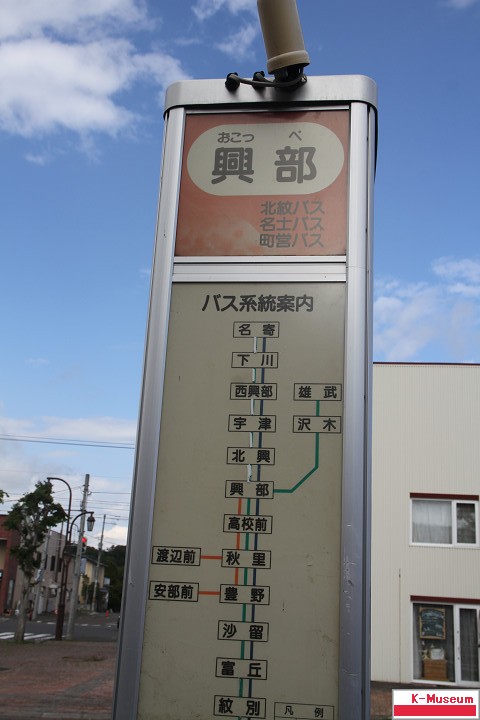 おこっぺ
興部
北紋バス
名士バス
町営バス
バス系統案内
名寄
下川
西興部
雄武
宇津
沢木
北興
興部
高校前
渡辺前
秋里
安部前
豊野
沙留
富丘
紋別
凡例
K-Museum